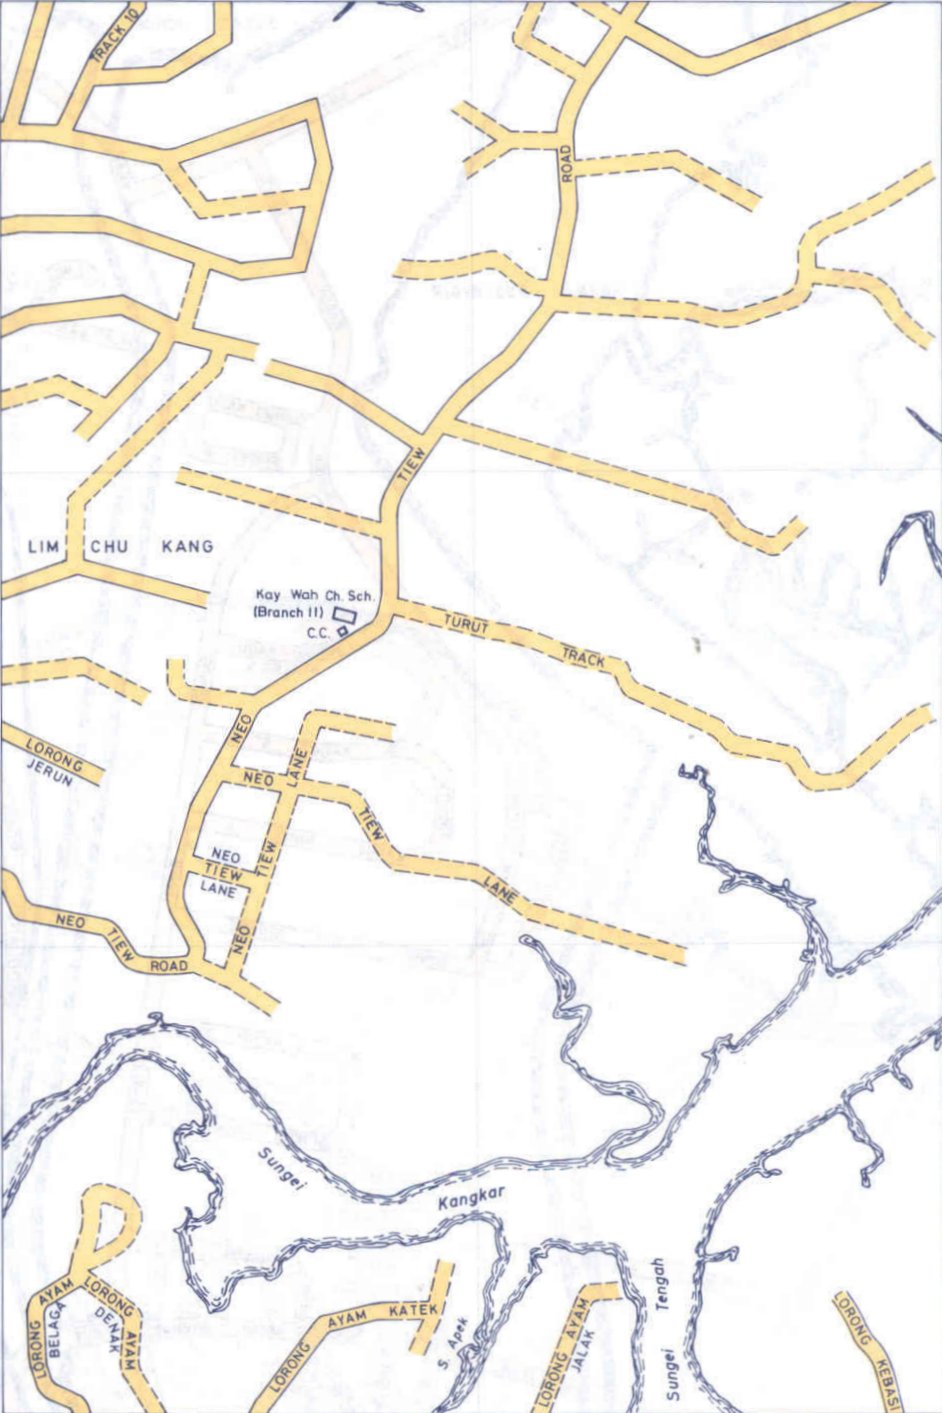 TRACK 10
ROAD
TIEW
LIM CHU KANG
Kay Wah Ch. Sch.
(Branch II)
C.C.
TURUT TRACK
NEO
LORONG
JERUN
NEO TIEW LANE
LANE
TIEW
NEO
NEO
TIEW
LANE
NEO TIEW ROAD
Sungei Kangkar
Sungei Tengah
S. Apek
LORONG AYAM
BELAGA
LORONG AYAM
DENAK
LORONG AYAM KATEK
LORONG AYAM
JALAK
LORONG KEBASI